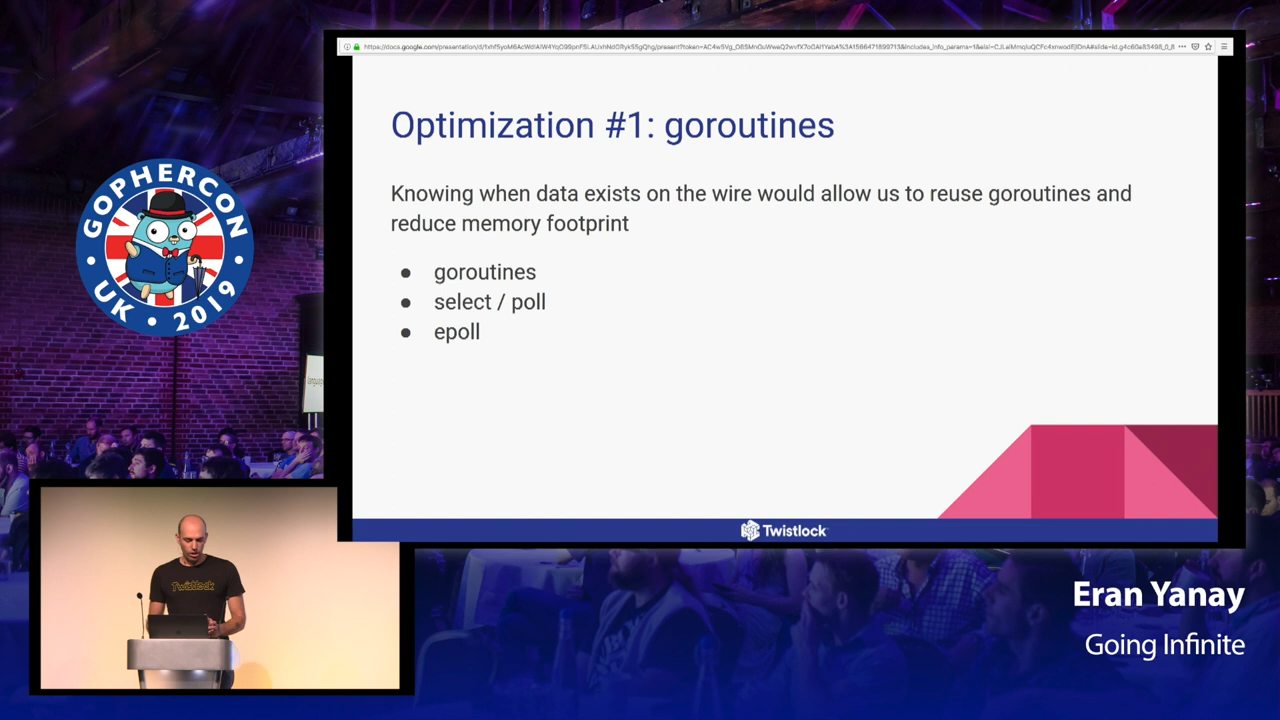 GOPHERCON
UK • 2019
Optimization #1: goroutines
Knowing when data exists on the wire would allow us to reuse goroutines and
reduce memory footprint
● goroutines
● select / poll
● epoll
Twistlock
Twistlock
Eran Yanay
Going Infinite